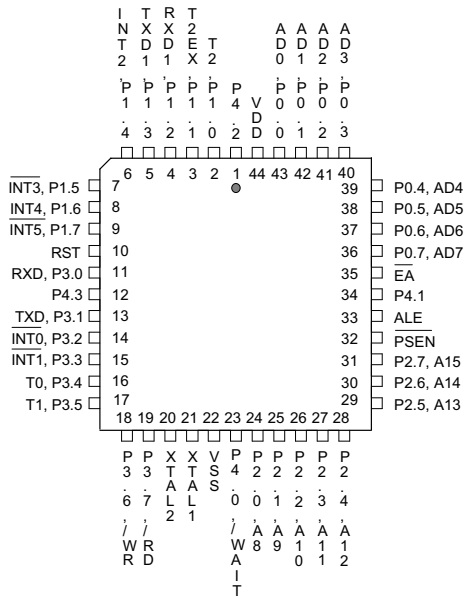 INT2, P1.4
TXD1, P1.3
RXD1, P1.2
T2EX, P1.1
T2, P1.0
P4.2
VDD
AD0, P0.0
AD1, P0.1
AD2, P0.2
AD3, P0.3
6 5 4 3 2 1 44 43 42 41 40
INT3, P1.5 7
INT4, P1.6 8
INT5, P1.7 9
RST 10
RXD, P3.0 11
P4.3 12
TXD, P3.1 13
INT0, P3.2 14
INT1, P3.3 15
T0, P3.4 16
T1, P3.5 17
39 P0.4, AD4
38 P0.5, AD5
37 P0.6, AD6
36 P0.7, AD7
35 EA
34 P4.1
33 ALE
32 PSEN
31 P2.7, A15
30 P2.6, A14
29 P2.5, A13
18 19 20 21 22 23 24 25 26 27 28
P3.6, /WR
P3.7, /RD
XTAL2
XTAL1
VSS
P4.0, /WAIT
P2.0, A8
P2.1, A9
P2.2, A10
P2.3, A11
P2.4, A12